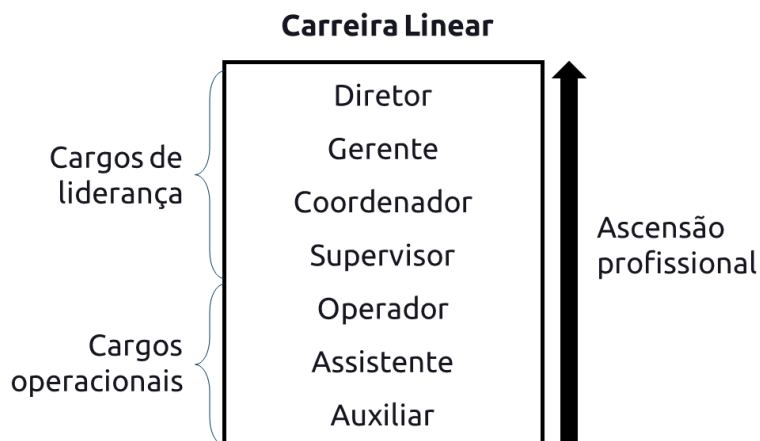 Carreira Linear
Diretor
Gerente
Coordenador
Supervisor
Operador
Assistente
Auxiliar
Cargos de
liderança
Cargos
operacionais
Ascensão
profissional